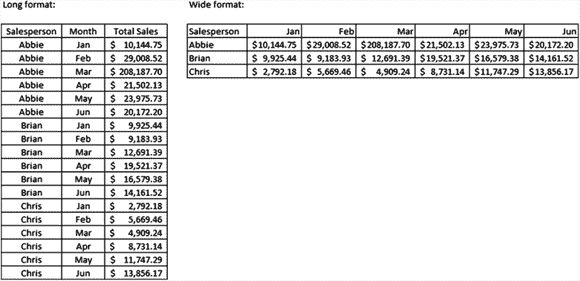 Long format:
Wide format:
Salesperson Month Total Sales
Abbie Jan $ 10,144.75
Abbie Feb $ 29,008.52
Abbie Mar $ 208,187.70
Abbie Apr $ 21,502.13
Abbie May $ 23,975.73
Abbie Jun $ 20,172.20
Brian Jan $ 9,925.44
Brian Feb $ 9,183.93
Brian Mar $ 12,691.39
Brian Apr $ 19,521.37
Brian May $ 16,579.38
Brian Jun $ 14,161.52
Chris Jan $ 2,792.18
Chris Feb $ 5,669.46
Chris Mar $ 4,909.24
Chris Apr $ 8,731.14
Chris May $ 11,747.29
Chris Jun $ 13,856.17
Salesperson Jan Feb Mar Apr May Jun
Abbie $10,144.75 $29,008.52 $208,187.70 $21,502.13 $23,975.73 $20,172.20
Brian $ 9,925.44 $ 9,183.93 $ 12,691.39 $19,521.37 $16,579.38 $14,161.52
Chris $ 2,792.18 $ 5,669.46 $ 4,909.24 $ 8,731.14 $11,747.29 $13,856.17